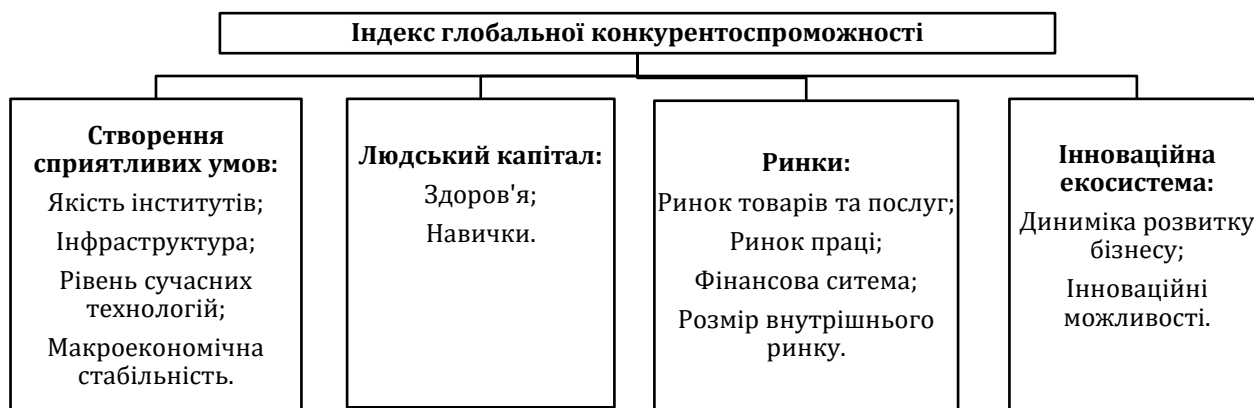 Індекс глобальної конкурентоспроможності
Створення
сприятливих умов:
Якість інститутів;
Інфраструктура;
Рівень сучасних
технологій;
Макроекономічна
стабільність.
Людський капітал:
Здоров'я;
Навички.
Ринки:
Ринок товарів та послуг;
Ринок праці;
Фінансова ситема;
Розмір внутрішнього
ринку.
Інноваційна
екосистема:
Диниміка розвитку
бізнесу;
Інноваційні
можливості.